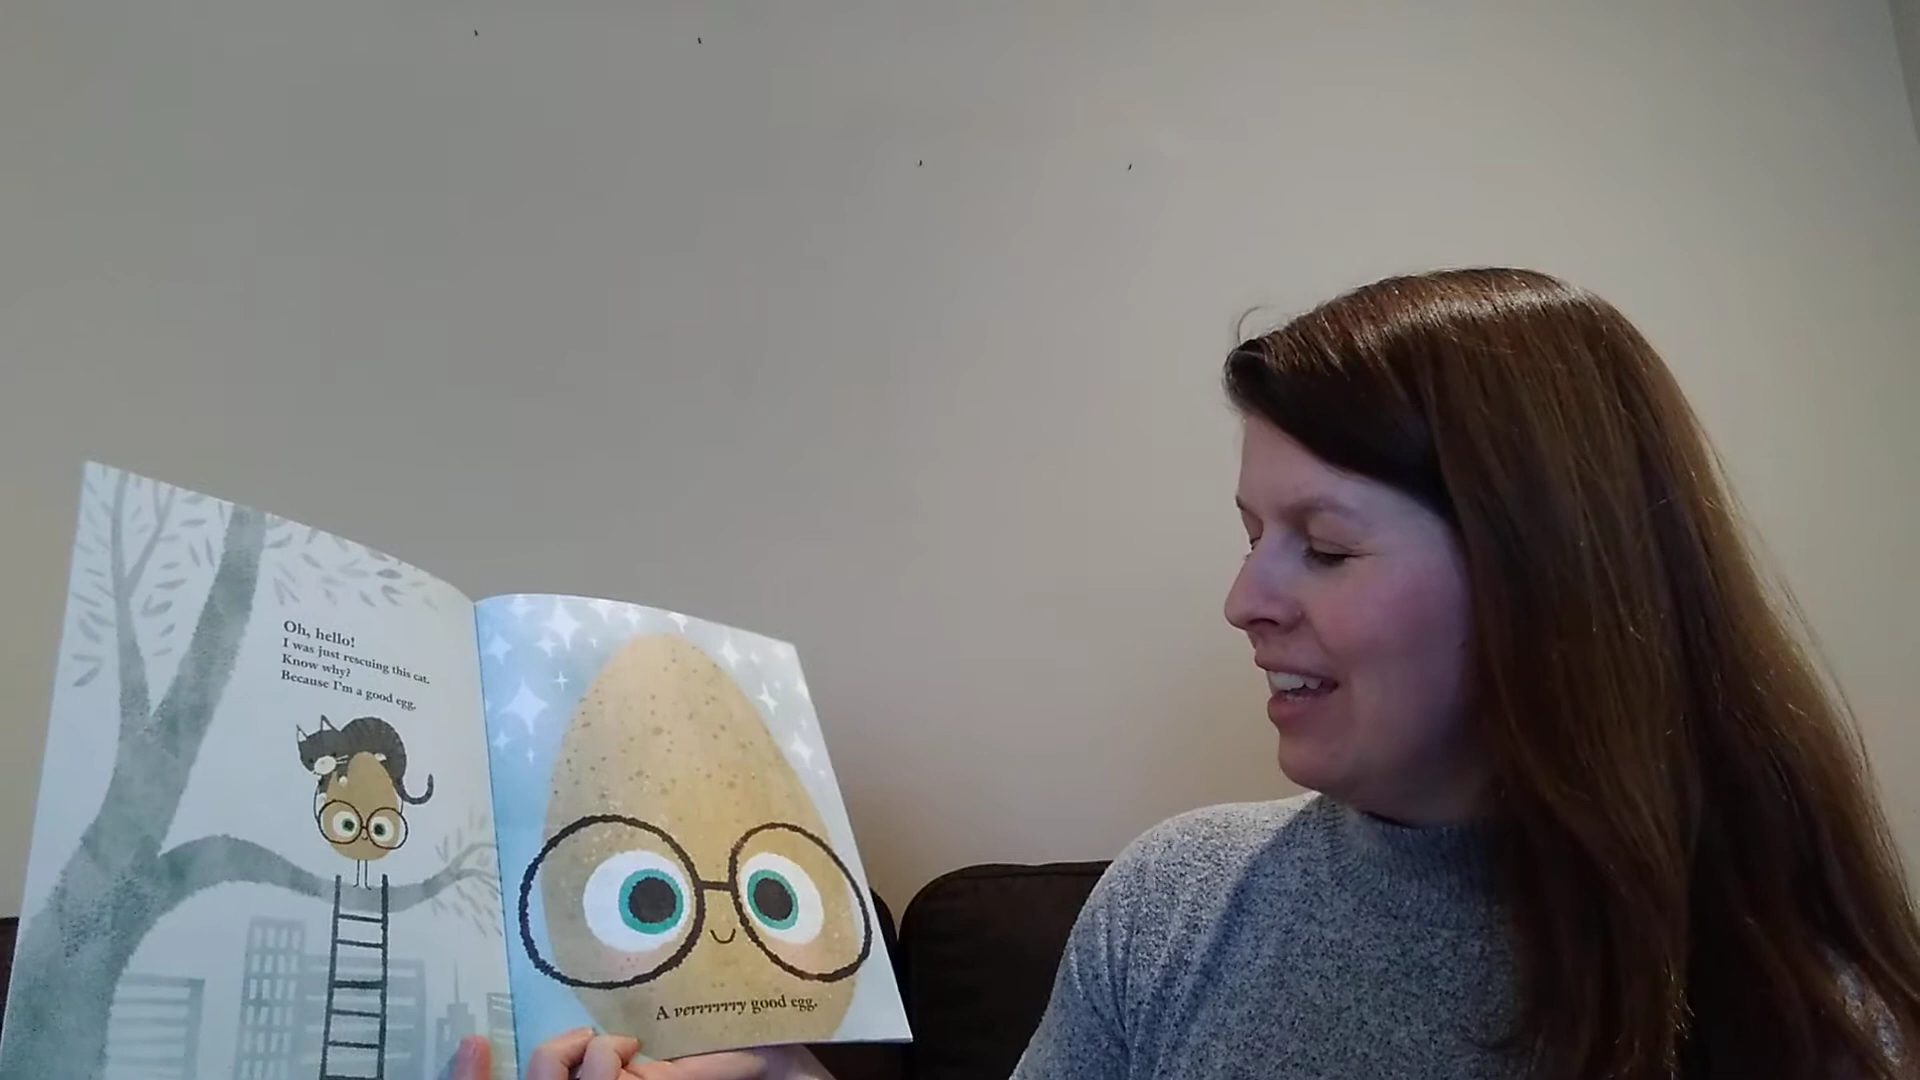 Oh, hello!
I was just rescuing this cat.
Know why?
Because I'm a good egg.
A verrrrrry good egg.